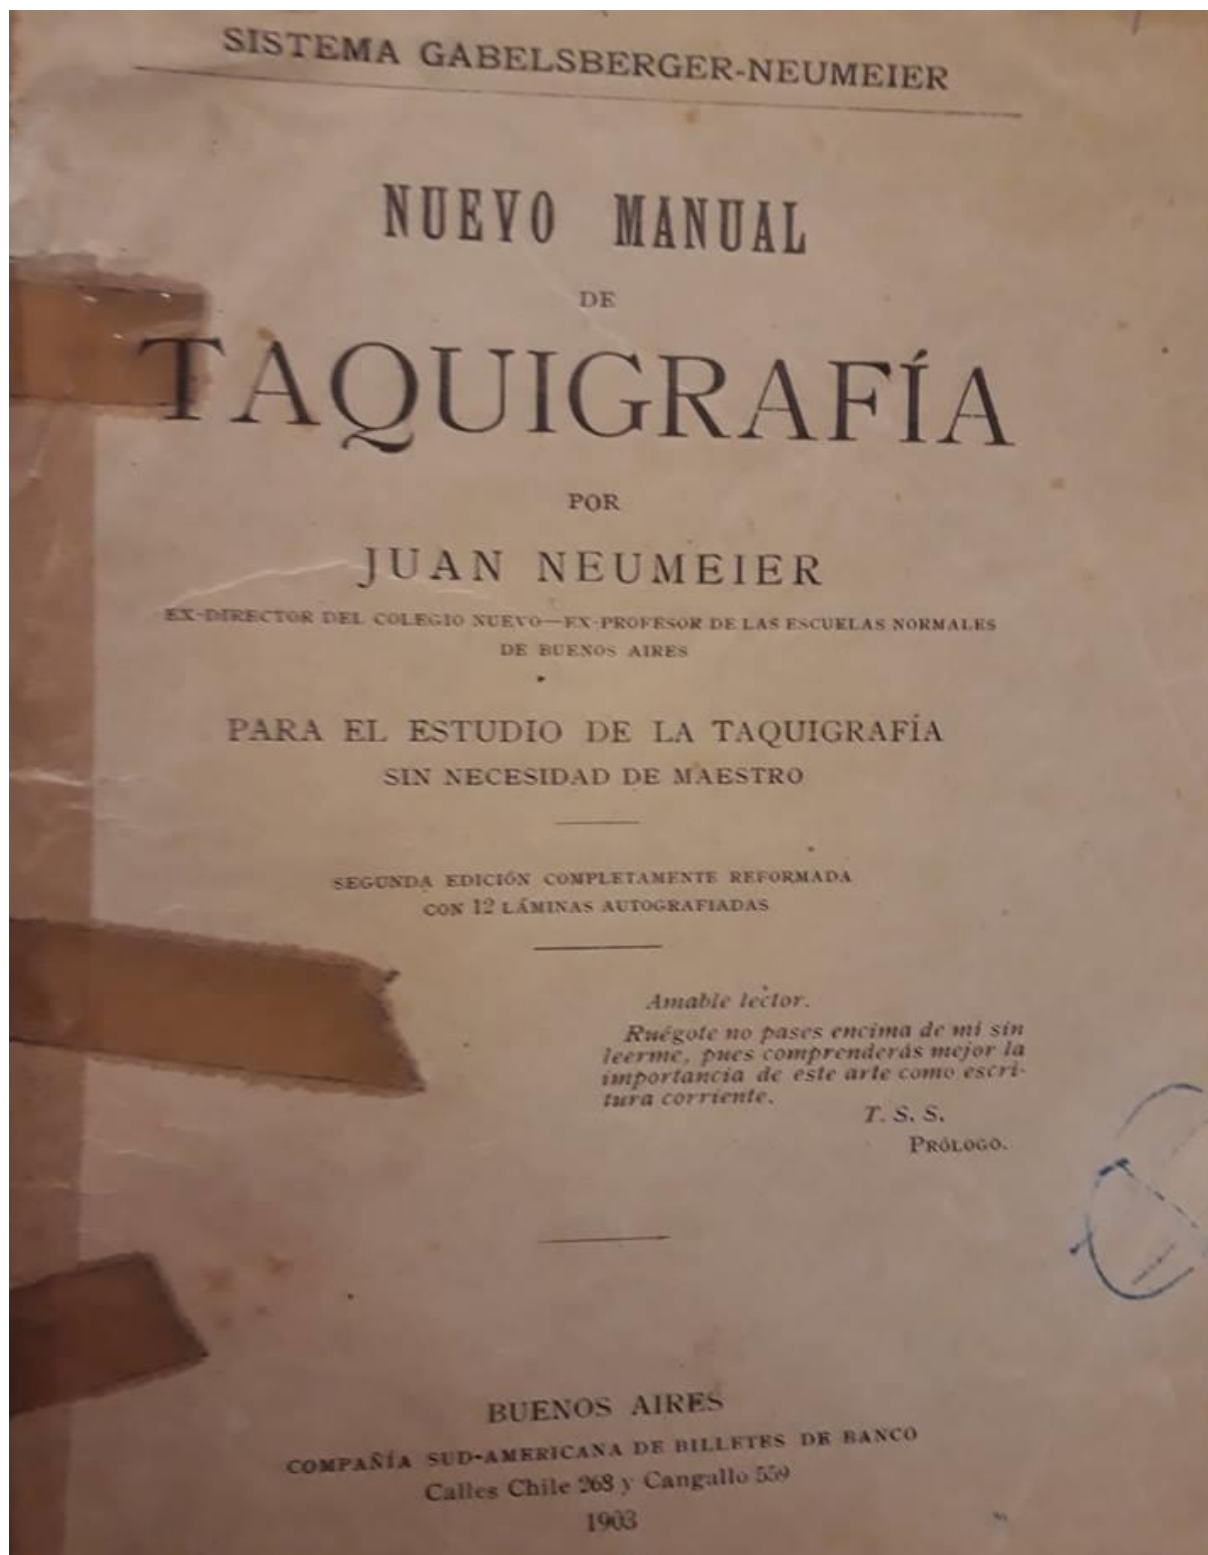 SISTEMA GABELSBERGER-NEUMEIER
NUEVO MANUAL
DE
TAQUIGRAFÍA
POR
JUAN NEUMEIER
EX-DIRECTOR DEL COLEGIO NUEVO—EX-PROFESOR DE LAS ESCUELAS NORMALES
DE BUENOS AIRES
PARA EL ESTUDIO DE LA TAQUIGRAFÍA
SIN NECESIDAD DE MAESTRO
SEGUNDA EDICIÓN COMPLETAMENTE REFORMADA
CON 12 LÁMINAS AUTOGRAFIADAS
Amable lector.
Ruégote no pases encima de mí sin
leerme, pues comprenderás mejor la
importancia de este arte como escri-
tura corriente.
T. S. S.
PRÓLOGO.
BUENOS AIRES
COMPAÑÍA SUD-AMERICANA DE BILLETES DE BANCO
Calles Chile 268 y Cangallo 559
1903